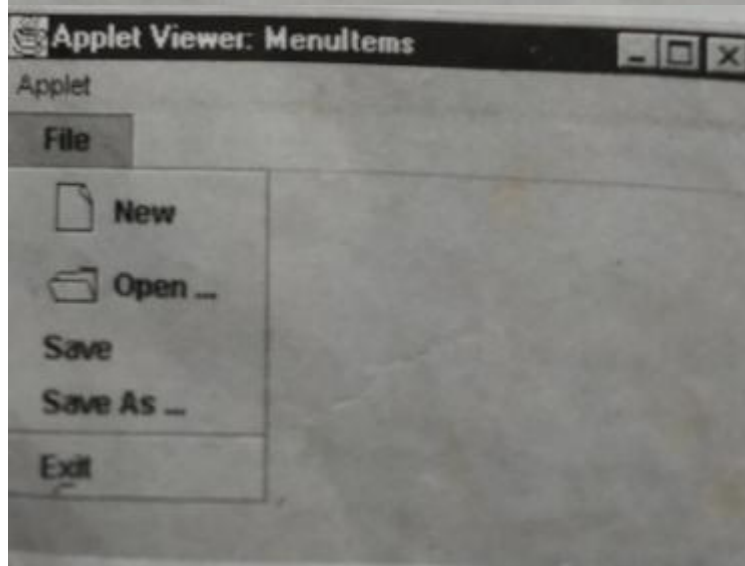 Applet Viewer: MenuItems
Applet
File
New
Open ...
Save
Save As ...
Exit